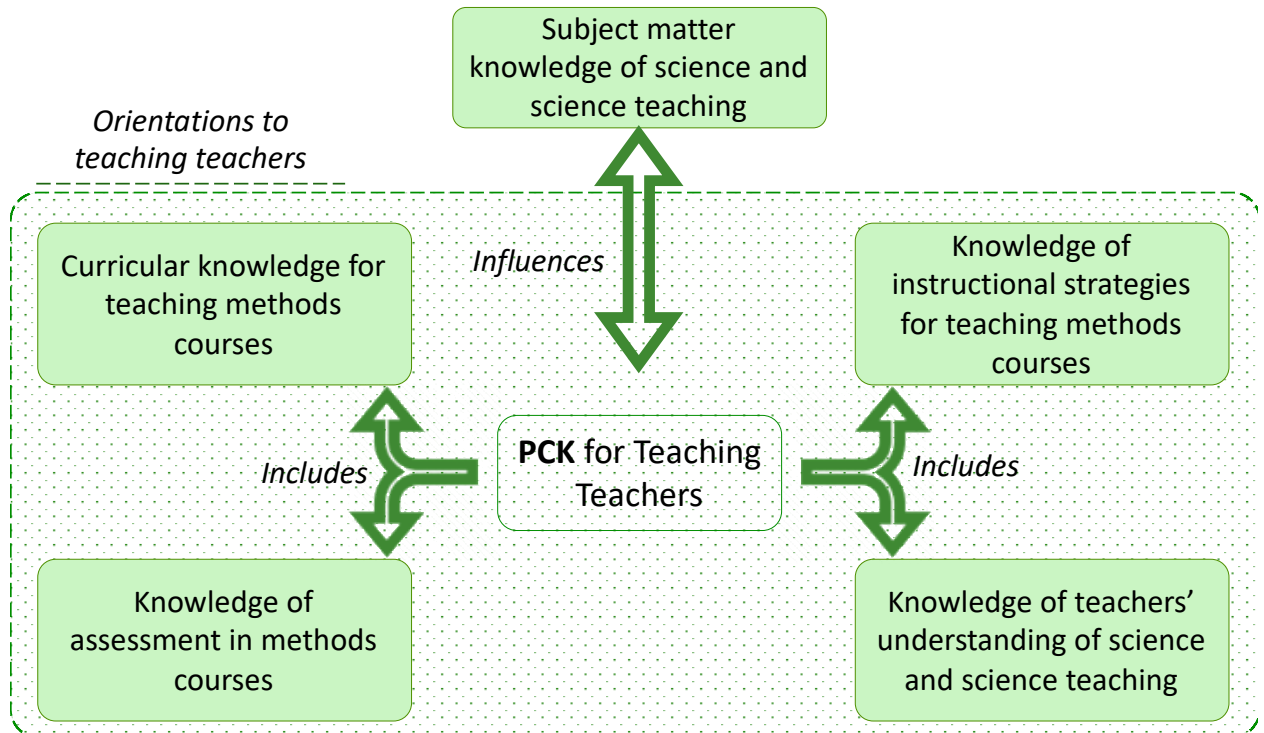 Subject matter
knowledge of science and
science teaching
Orientations to
teaching teachers
Influences
Curricular knowledge for
teaching methods
courses
Knowledge of
instructional strategies
for teaching methods
courses
Includes
PCK for Teaching
Teachers
Includes
Knowledge of
assessment in methods
courses
Knowledge of teachers’
understanding of science
and science teaching